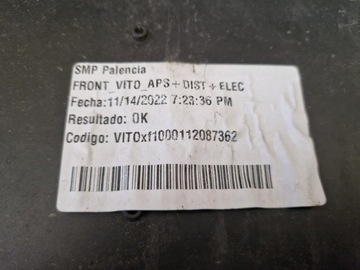 SMP Palencia
FRONT_VITO_APS+DIST+ELEC
Fecha:11/14/2022 7:23:36 PM
Resultado: OK
Codigo: VITOxf1000112087362